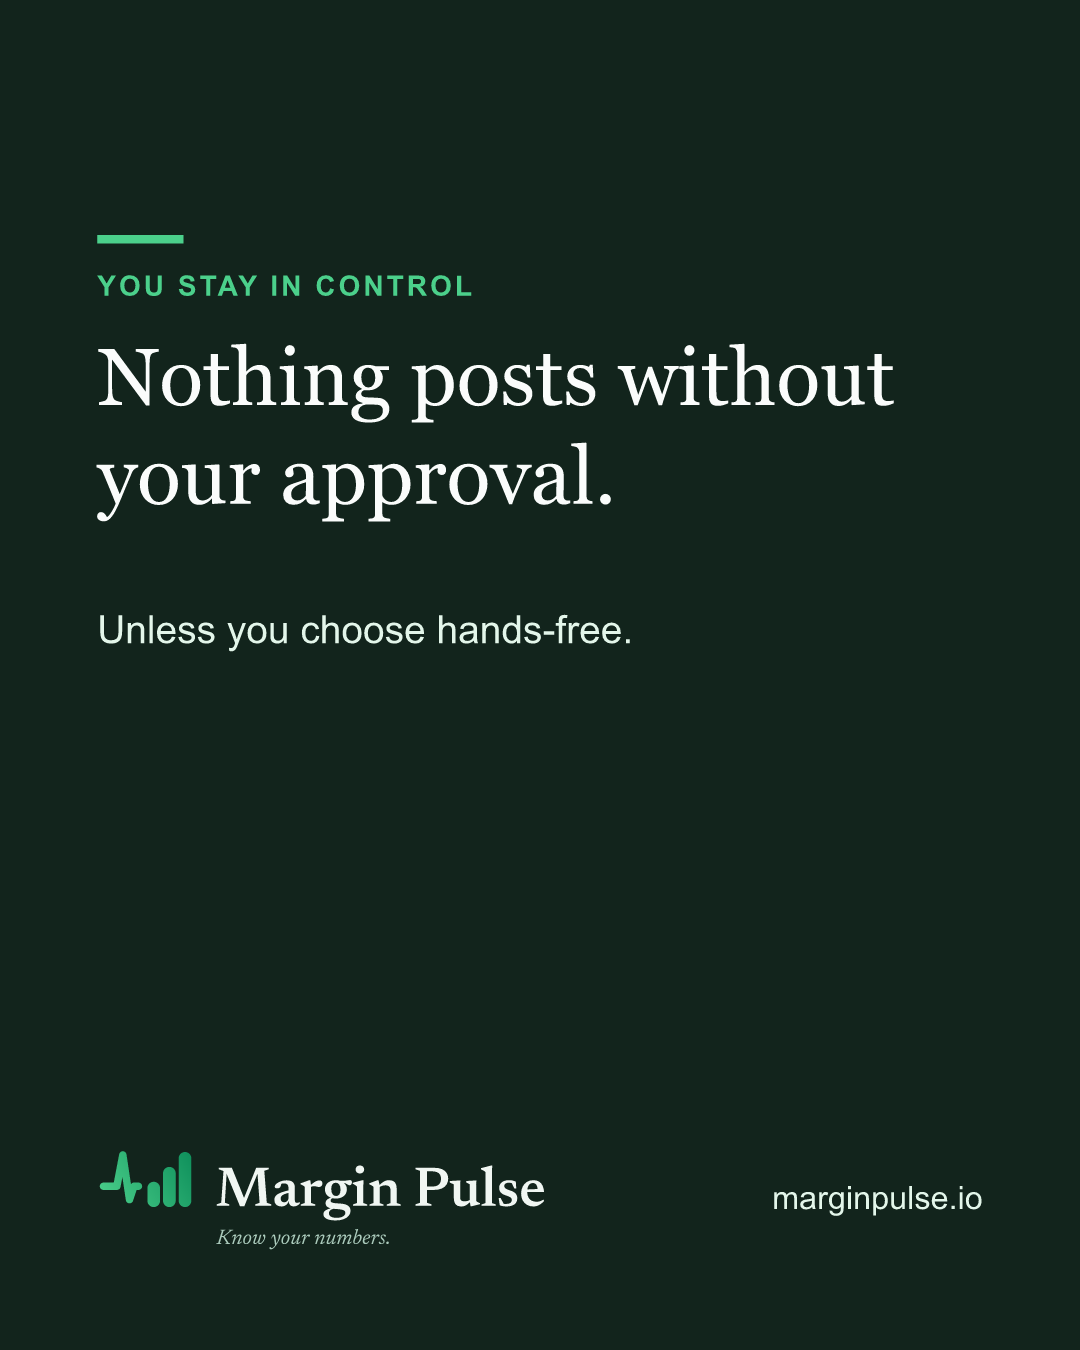 YOU STAY IN CONTROL
Nothing posts without
your approval.
Unless you choose hands-free.
Margin Pulse
Know your numbers.
marginpulse.io